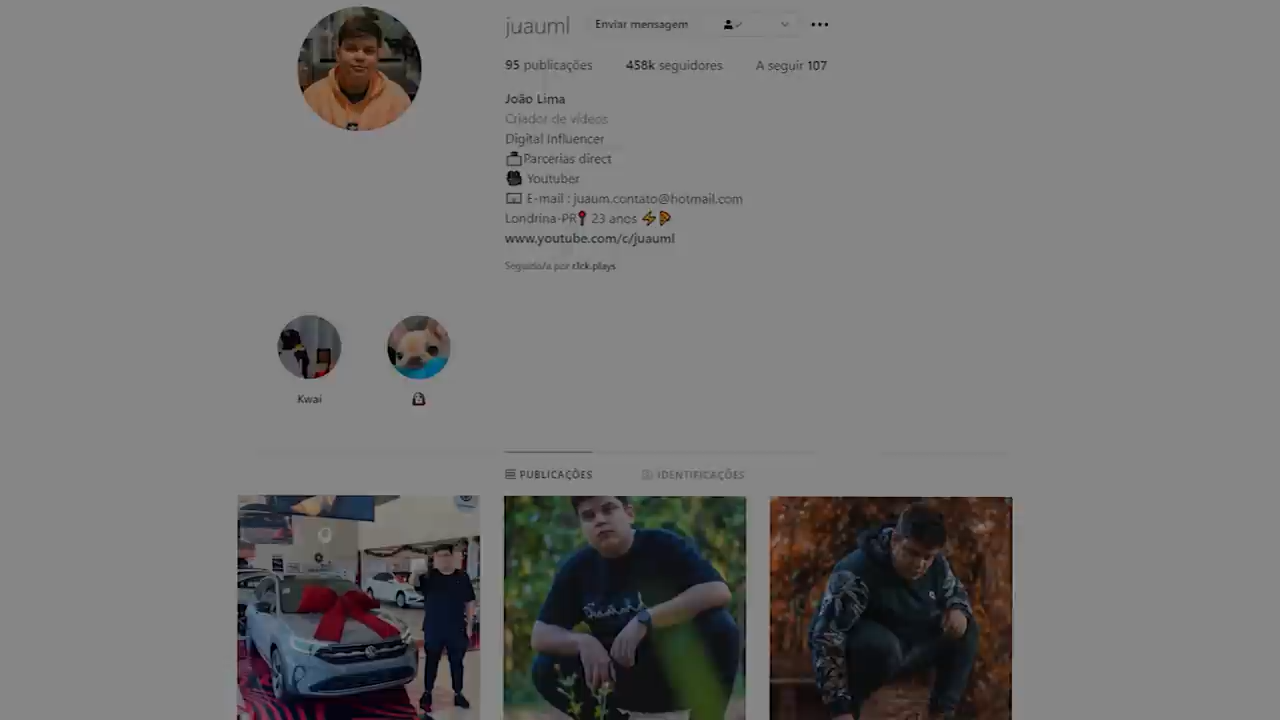 juauml Enviar mensagem
95 publicações 458k seguidores A seguir 107
João Lima
Criador de vídeos
Digital Influencer
Parcerias direct
Youtuber
E-mail : juaum.contato@hotmail.com
Londrina-PR 23 anos
www.youtube.com/c/juauml
Seguido/a por click.plays
Kwai
PUBLICAÇÕES IDENTIFICAÇÕES